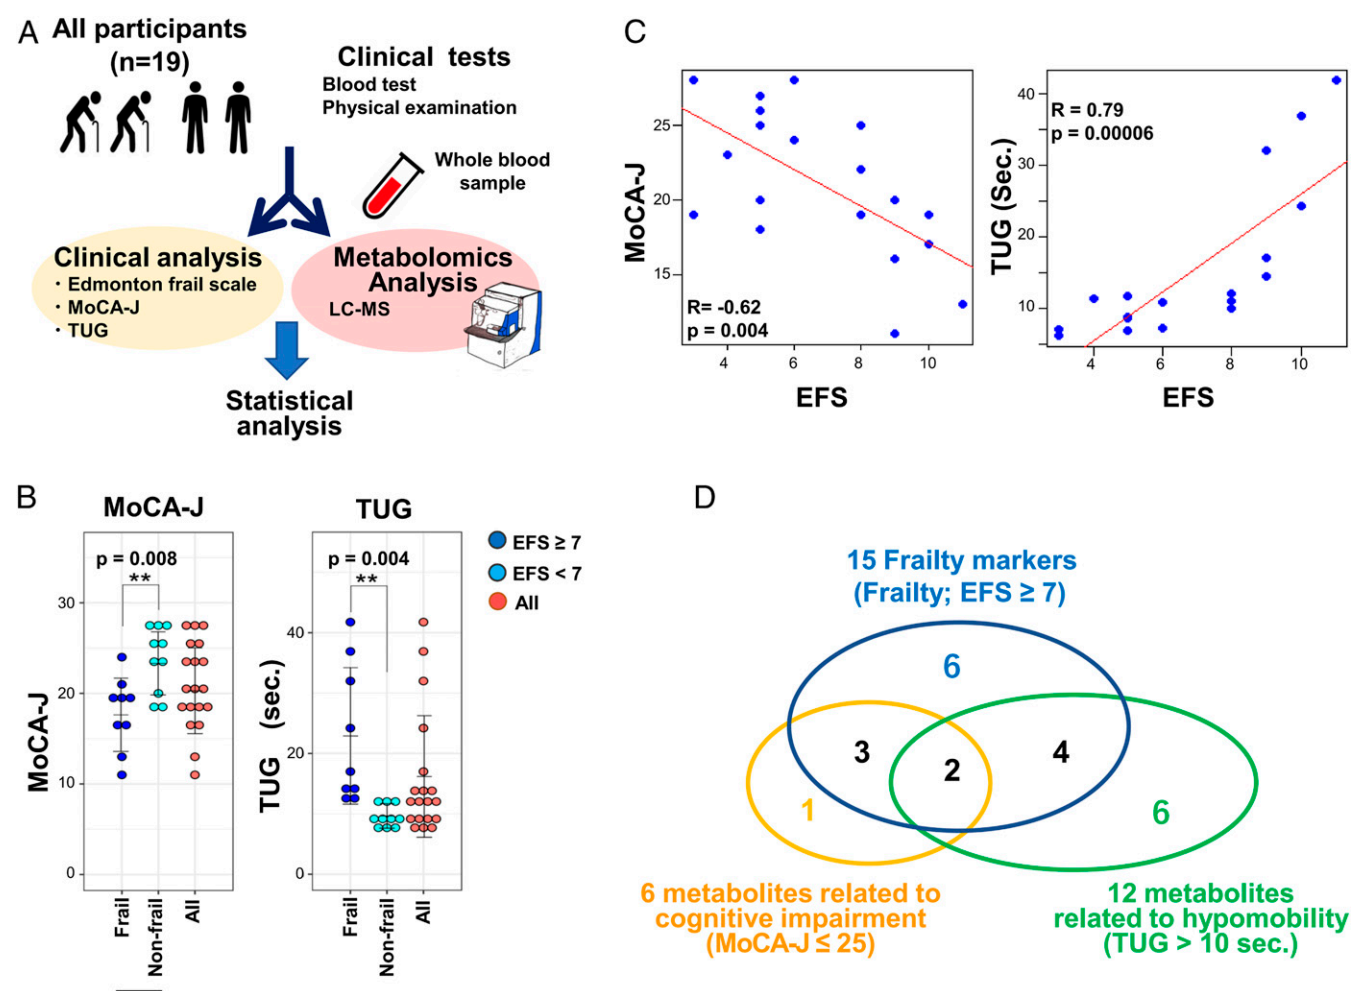 A
All participants
(n=19)
Clinical tests
Blood test
Physical examination
Whole blood
sample
Clinical analysis
・Edmonton frail scale
・MoCA-J
・TUG
Metabolomics
Analysis
LC-MS
Statistical
analysis
B
MoCA-J
p = 0.008
**
30
20
10
0
MoCA-J
Frail
Non-frail
All
TUG
p = 0.004
**
40
20
0
TUG (sec.)
Frail
Non-frail
All
EFS ≥ 7
EFS < 7
All
C
25
20
15
MoCA-J
R= -0.62
p = 0.004
4 6 8 10
EFS
R = 0.79
p = 0.00006
40
30
20
10
TUG (Sec.)
4 6 8 10
EFS
D
15 Frailty markers
(Frailty; EFS ≥ 7)
6
3
2
4
1
6
6 metabolites related to
cognitive impairment
(MoCA-J ≤ 25)
12 metabolites
related to hypomobility
(TUG > 10 sec.)